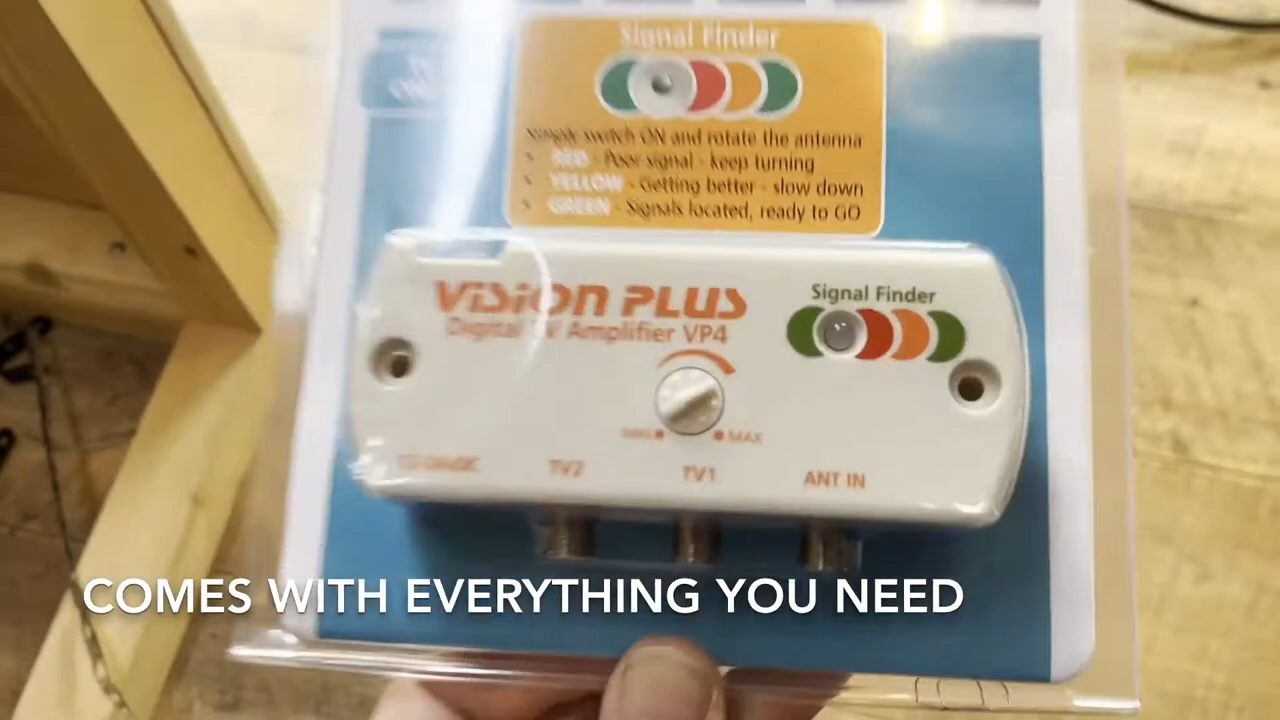 Signal Finder
Simply switch ON and rotate the antenna
RED - Poor signal - keep turning
YELLOW - Getting better - slow down
GREEN - Signals located, ready to GO
VISION PLUS
Signal Finder
Digital TV Amplifier VP4
MIN MAX
TV2
TV1
ANT IN
COMES WITH EVERYTHING YOU NEED